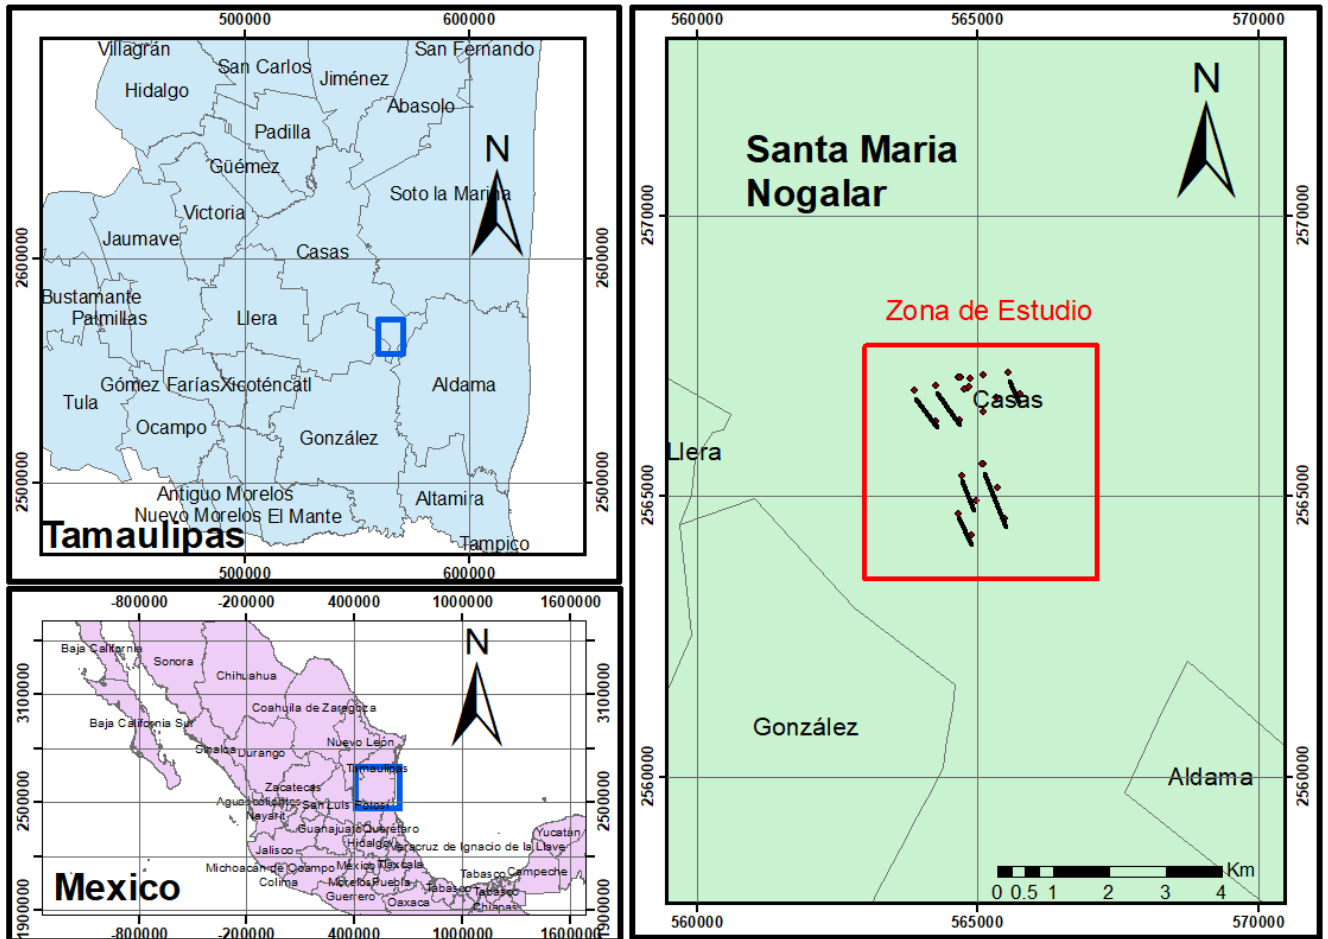 500000
600000
Villagrán
San Fernando
San Carlos
Jiménez
Hidalgo
Abasolo
Padilla
N
Güémez
Soto la Marina
Victoria
Jaumave
Casas
2600000
2600000
Bustamante
Palmillas
Llera
Gómez Farías
Xicoténcatl
Aldama
Tula
Ocampo
González
2500000
2500000
Antiguo Morelos
Altamira
Nuevo Morelos
El Mante
Tamaulipas
Tampico
500000
600000
-800000
-200000
400000
1000000
1600000
N
Baja California
Sonora
Chihuahua
3100000
3100000
Coahuila de Zaragoza
Baja California Sur
Nuevo León
Sinaloa
Durango
Tamaulipas
Zacatecas
2500000
2500000
Aguascalientes
San Luis Potosí
Nayarit
Guanajuato
Querétaro
Yucatán
Hidalgo
Veracruz de Ignacio de la Llave
Jalisco
Michoacán de Ocampo
México
Tlaxcala
Tabasco
Campeche
Colima
Morelos
Puebla
Tabasco
Tabasco
Mexico
Guerrero
Oaxaca
Chiapas
1900000
1900000
-800000
-200000
400000
1000000
1600000
560000
565000
570000
N
Santa Maria
Nogalar
2570000
2570000
Zona de Estudio
Casas
Llera
2565000
2565000
González
Aldama
2560000
2560000
Km
0 0.5 1 2 3 4
560000
565000
570000